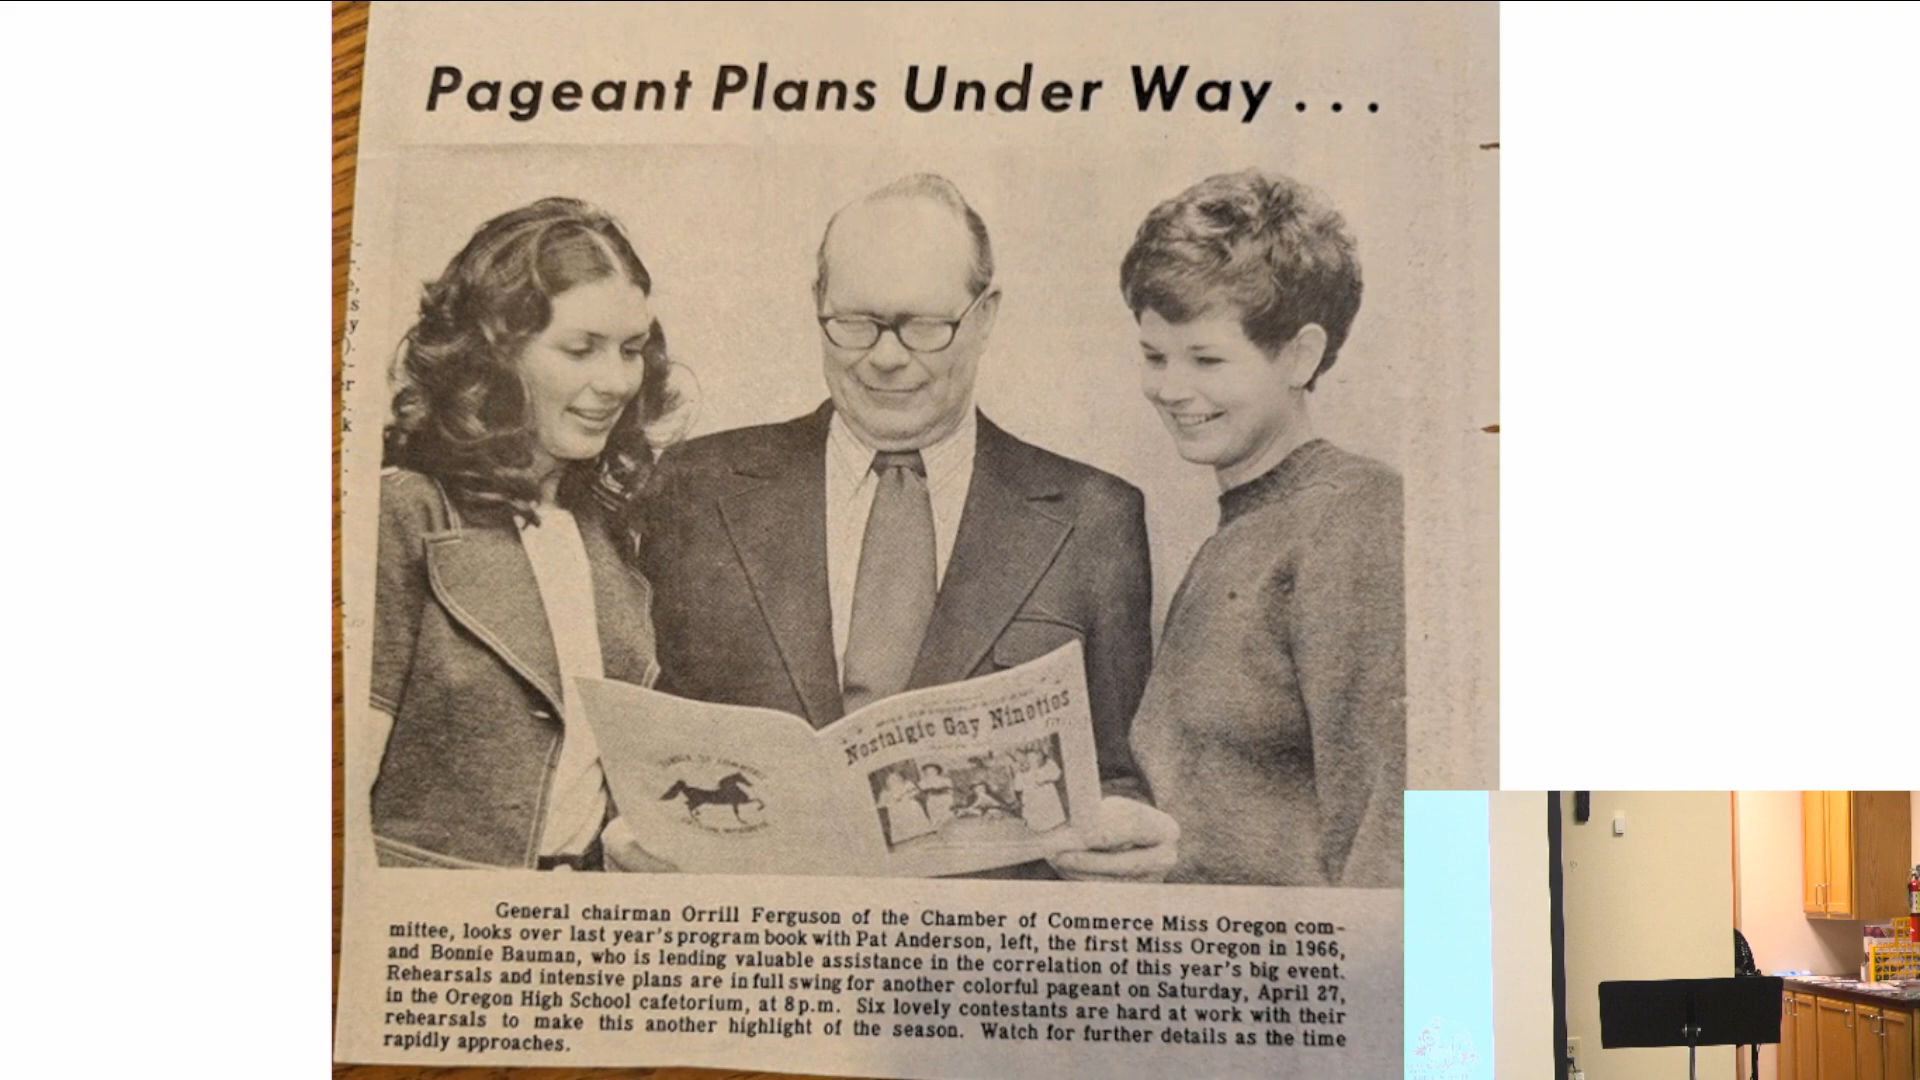 Pageant Plans Under Way . . .
Nostalgic Gay Nineties
General chairman Orrill Ferguson of the Chamber of Commerce Miss Oregon com-
mittee, looks over last year's program book with Pat Anderson, left, the first Miss Oregon in 1966,
and Bonnie Bauman, who is lending valuable assistance in the correlation of this year's big event.
Rehearsals and intensive plans are in full swing for another colorful pageant on Saturday, April 27,
in the Oregon High School cafetorium, at 8 p.m. Six lovely contestants are hard at work with their
rehearsals to make this another highlight of the season. Watch for further details as the time
rapidly approaches.